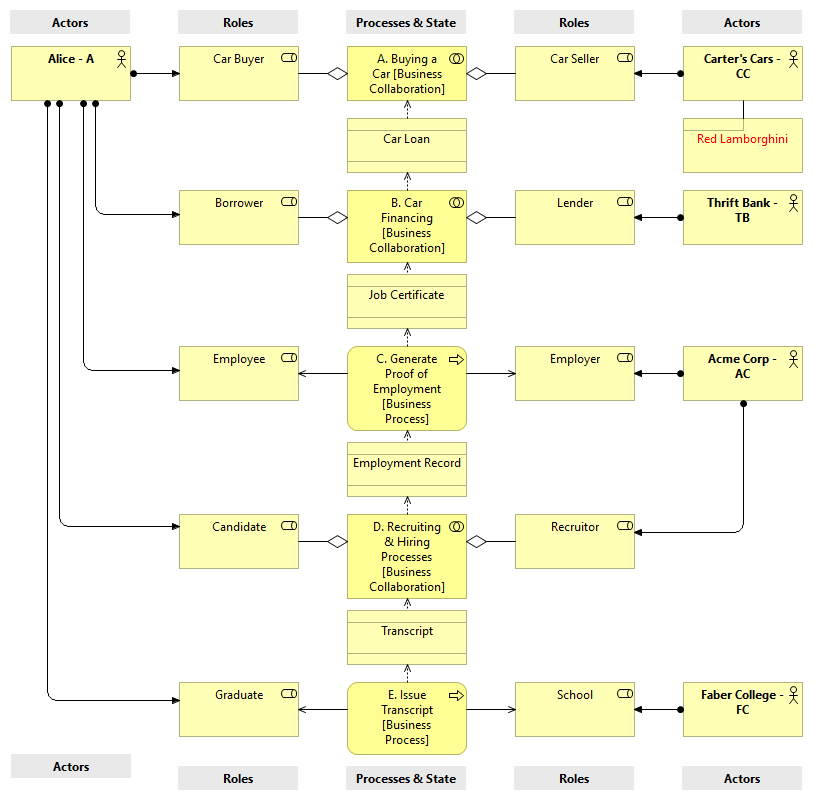 Actors
Roles
Processes & State
Roles
Actors
Alice - A
Car Buyer
A. Buying a
Car [Business
Collaboration]
Car Seller
Carter's Cars -
CC
Car Loan
Red Lamborghini
Borrower
B. Car
Financing
[Business
Collaboration]
Lender
Thrift Bank -
TB
Job Certificate
Employee
C. Generate
Proof of
Employment
[Business
Process]
Employer
Acme Corp -
AC
Employment Record
Candidate
D. Recruiting
& Hiring
Processes
[Business
Collaboration]
Recruitor
Transcript
Graduate
E. Issue
Transcript
[Business
Process]
School
Faber College -
FC
Actors
Roles
Processes & State
Roles
Actors